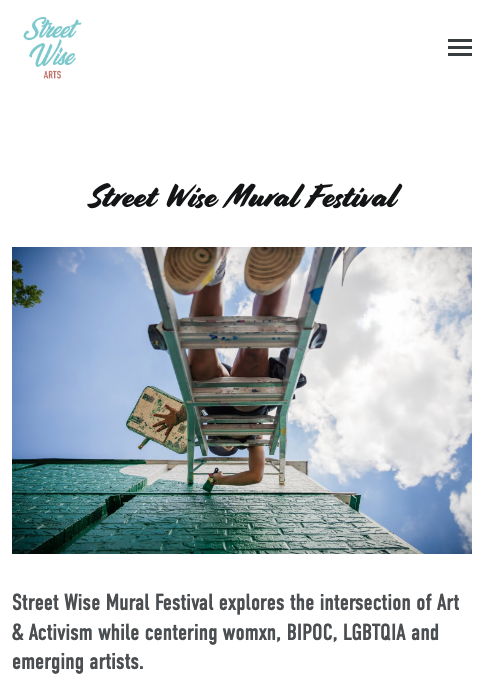 Street
Wise
ARTS
Street Wise Mural Festival
Street Wise Mural Festival explores the intersection of Art
& Activism while centering womxn, BIPOC, LGBTQIA and
emerging artists.